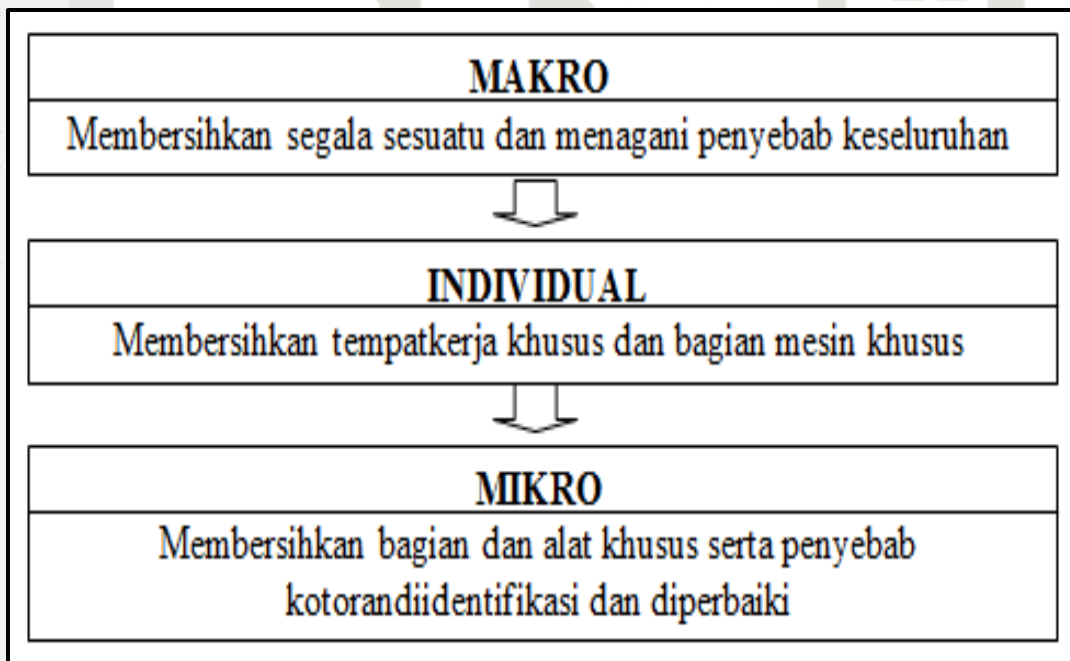 MAKRO
Membersihkan segala sesuatu dan menagani penyebab keseluruhan
INDIVIDUAL
Membersihkan tempatkerja khusus dan bagian mesin khusus
MIKRO
Membersihkan bagian dan alat khusus serta penyebab
kotorandiidentifikasi dan diperbaiki